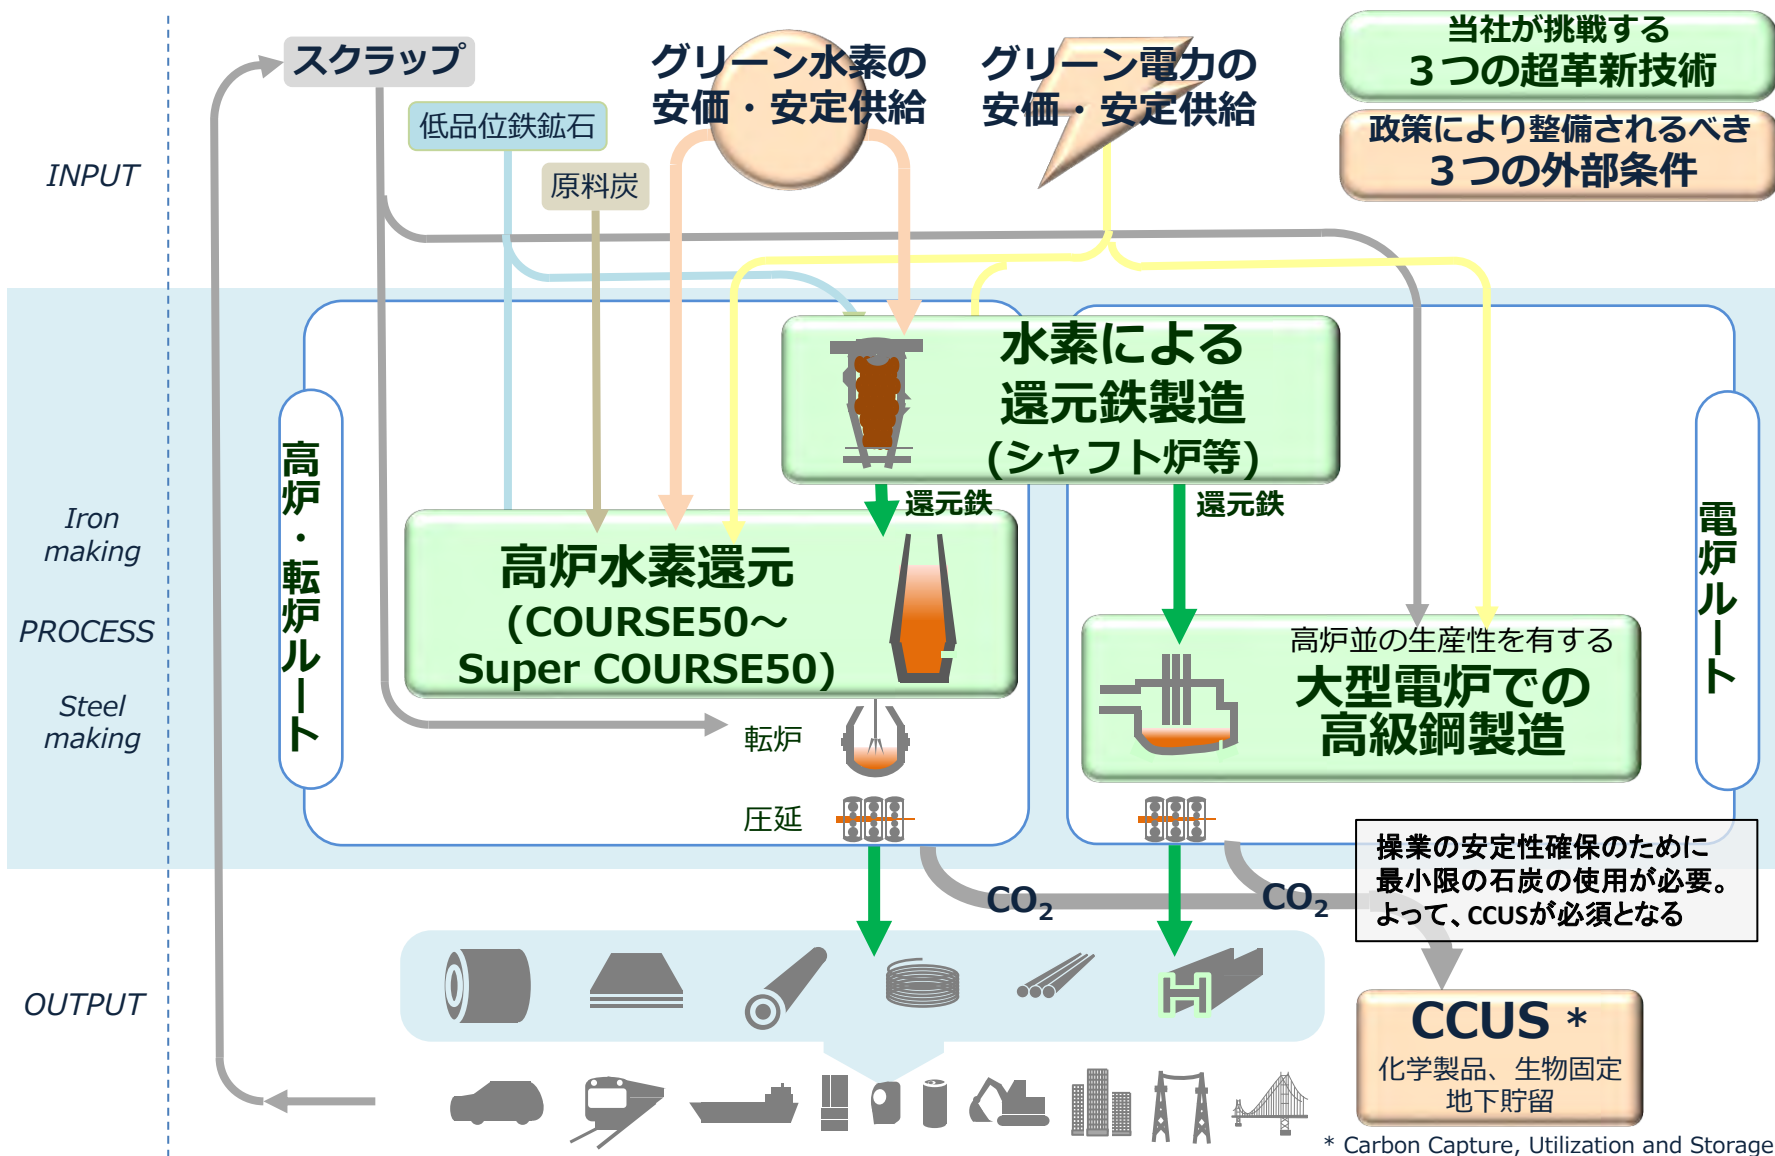 スクラップ
グリーン水素の
安価・安定供給
グリーン電力の
安価・安定供給
当社が挑戦する
３つの超革新技術
政策により整備されるべき
３つの外部条件
低品位鉄鉱石
原料炭
INPUT
水素による
還元鉄製造
(シャフト炉等)
還元鉄
還元鉄
高炉・転炉ルート
電炉ルート
Iron
making
PROCESS
Steel
making
高炉水素還元
(COURSE50～
Super COURSE50)
高炉並の生産性を有する
大型電炉での
高級鋼製造
転炉
圧延
操業の安定性確保のために
最小限の石炭の使用が必要。
よって、CCUSが必須となる
CO₂
CO₂
OUTPUT
CCUS *
化学製品、生物固定
地下貯留
* Carbon Capture, Utilization and Storage